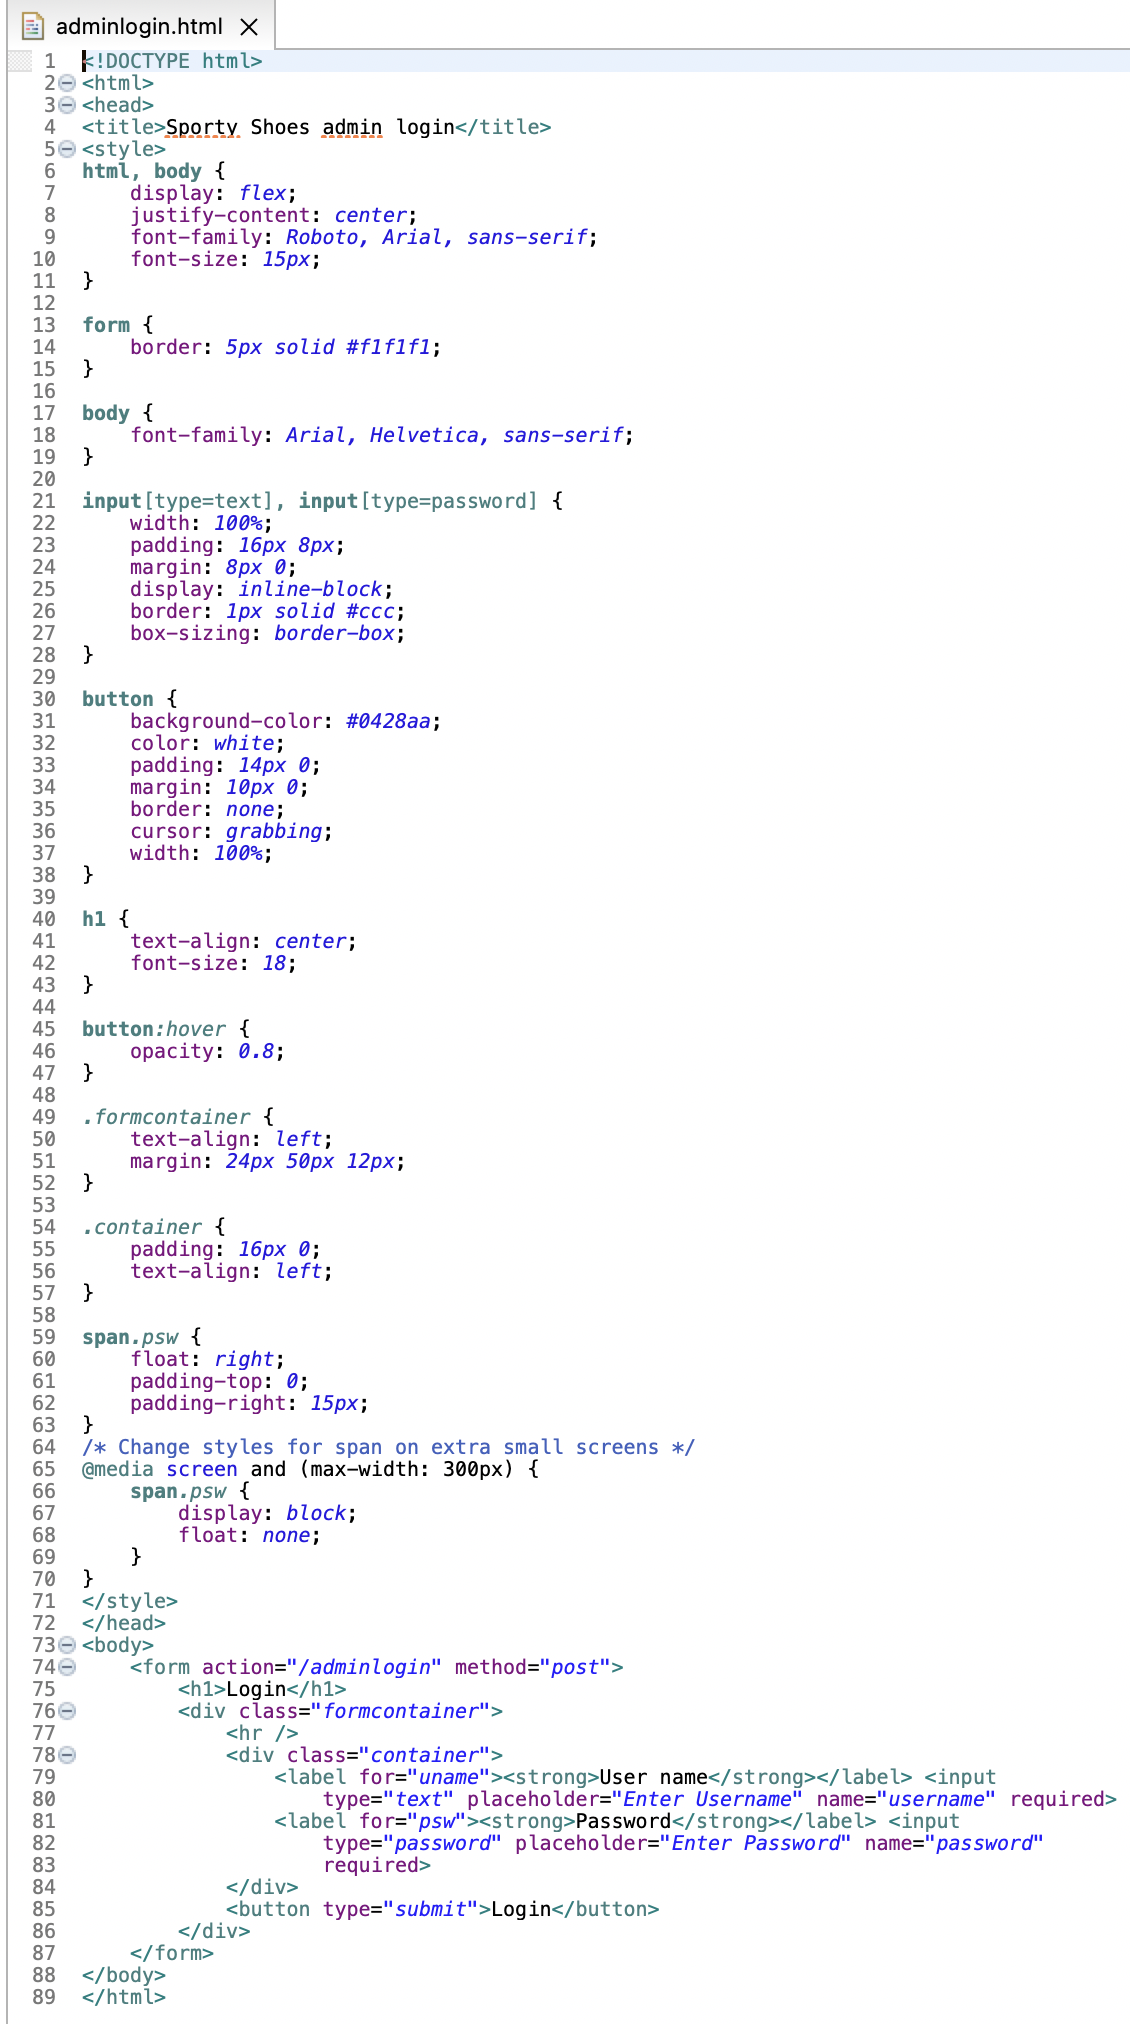 adminlogin.html
1 <!DOCTYPE html>
2 <html>
3 <head>
4 <title>Sporty Shoes admin login</title>
5 <style>
6 html, body {
7     display: flex;
8     justify-content: center;
9     font-family: Roboto, Arial, sans-serif;
10     font-size: 15px;
11 }
12
13 form {
14     border: 5px solid #f1f1f1;
15 }
16
17 body {
18     font-family: Arial, Helvetica, sans-serif;
19 }
20
21 input[type=text], input[type=password] {
22     width: 100%;
23     padding: 16px 8px;
24     margin: 8px 0;
25     display: inline-block;
26     border: 1px solid #ccc;
27     box-sizing: border-box;
28 }
29
30 button {
31     background-color: #0428aa;
32     color: white;
33     padding: 14px 0;
34     margin: 10px 0;
35     border: none;
36     cursor: grabbing;
37     width: 100%;
38 }
39
40 h1 {
41     text-align: center;
42     font-size: 18;
43 }
44
45 button:hover {
46     opacity: 0.8;
47 }
48
49 .formcontainer {
50     text-align: left;
51     margin: 24px 50px 12px;
52 }
53
54 .container {
55     padding: 16px 0;
56     text-align: left;
57 }
58
59 span.psw {
60     float: right;
61     padding-top: 0;
62     padding-right: 15px;
63 }
64 /* Change styles for span on extra small screens */
65 @media screen and (max-width: 300px) {
66     span.psw {
67         display: block;
68         float: none;
69     }
70 }
71 </style>
72 </head>
73 <body>
74     <form action="/adminlogin" method="post">
75         <h1>Login</h1>
76         <div class="formcontainer">
77             <hr />
78             <div class="container">
79                 <label for="uname"><strong>User name</strong></label> <input
80                     type="text" placeholder="Enter Username" name="username" required>
81                 <label for="psw"><strong>Password</strong></label> <input
82                     type="password" placeholder="Enter Password" name="password"
83                     required>
84             </div>
85             <button type="submit">Login</button>
86         </div>
87     </form>
88 </body>
89 </html>